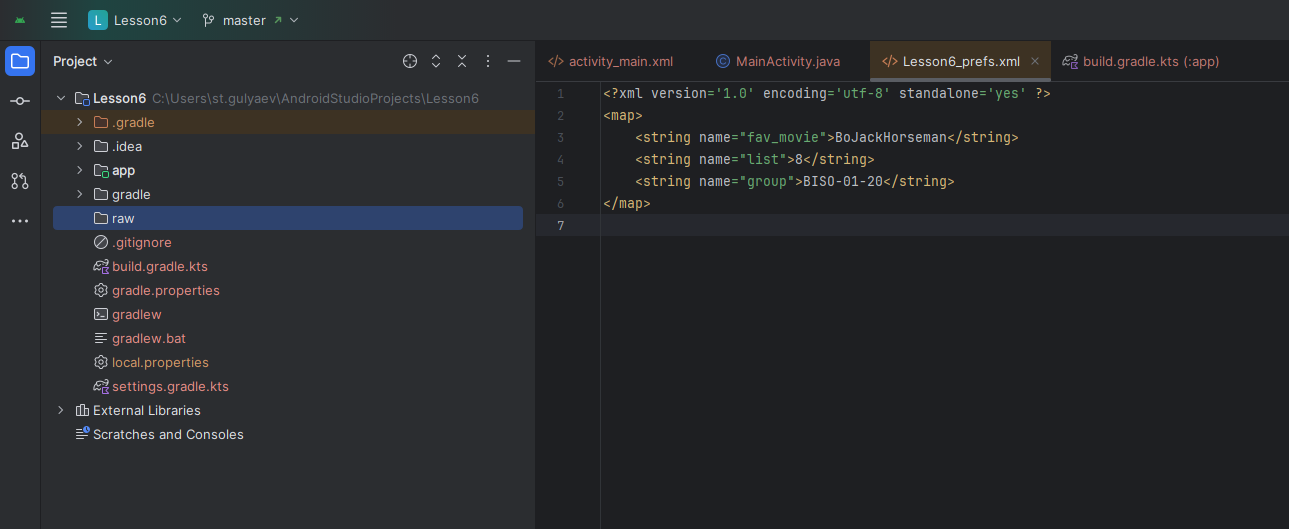 L Lesson6 master
Project
Lesson6 C:\Users\st.gulyaev\AndroidStudioProjects\Lesson6
.gradle
.idea
app
gradle
raw
.gitignore
build.gradle.kts
gradle.properties
gradlew
gradlew.bat
local.properties
settings.gradle.kts
External Libraries
Scratches and Consoles
</> activity_main.xml C MainActivity.java </> Lesson6_prefs.xml × build.gradle.kts (:app)
1 <?xml version='1.0' encoding='utf-8' standalone='yes' ?>
2 <map>
3     <string name="fav_movie">BoJackHorseman</string>
4     <string name="list">8</string>
5     <string name="group">BISO-01-20</string>
6 </map>
7